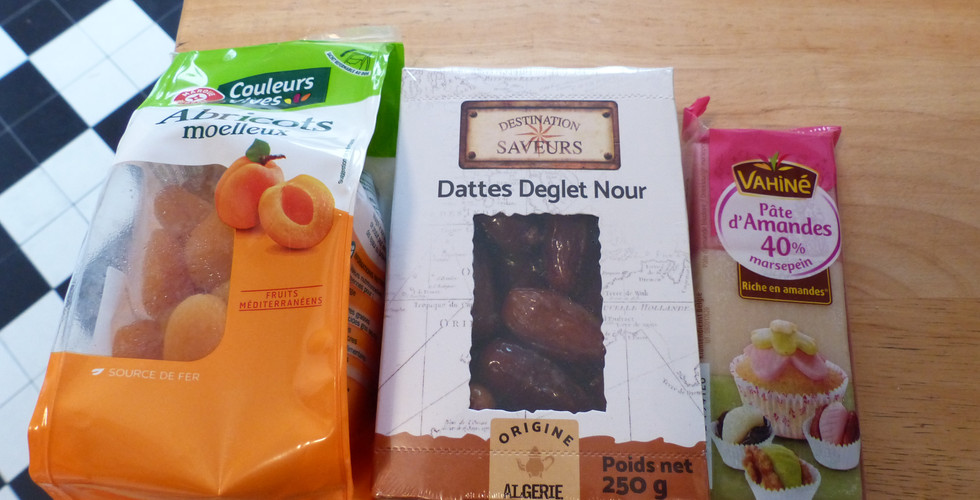 Couleurs
Vives
Abricots
moelleux
FRUITS
MÉDITERRANÉENS
SOURCE DE FER
DESTINATION
SAVEURS
Dattes Deglet Nour
ORIGINE
ALGERIE
Poids net
250 g
VAHINÉ
Pâte
d'Amandes
40%
marsepein
Riche en amandes*